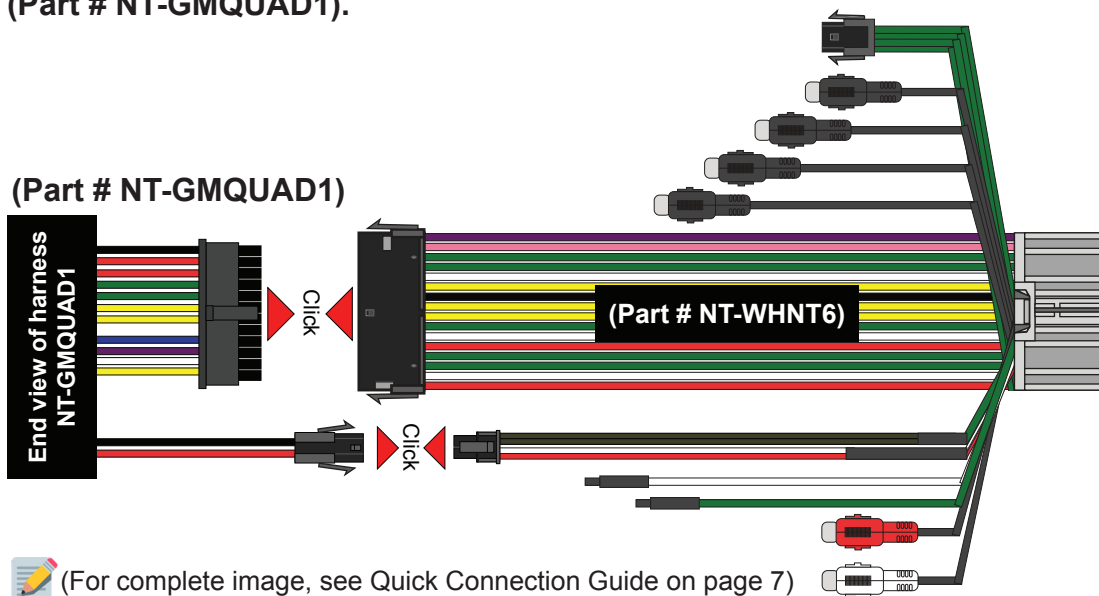 (Part # NT-GMQUAD1).
(Part # NT-GMQUAD1)
End view of harness
NT-GMQUAD1
Click
(Part # NT-WHNT6)
Click
(For complete image, see Quick Connection Guide on page 7)